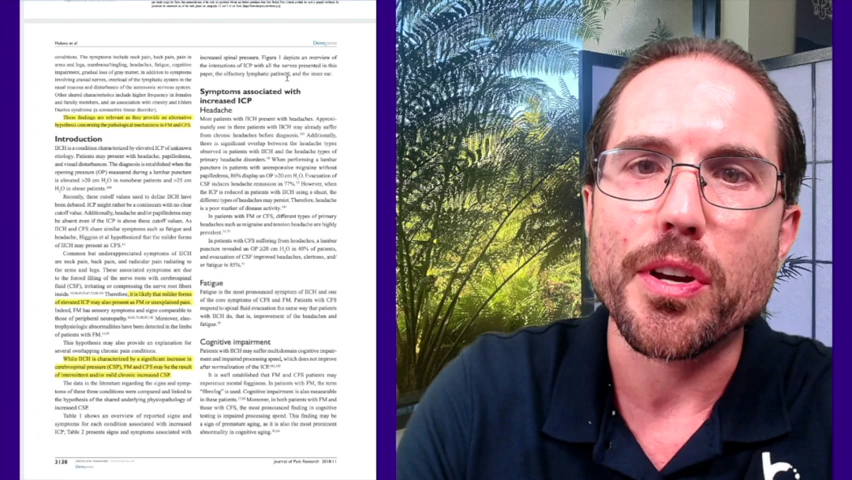 Hulens et al
Dovepress
conditions. The symptoms include neck pain, back pain, pain in
arms and legs, numbness/tingling, headaches, fatigue, cognitive
impairment, gradual loss of gray matter, in addition to symptoms
involving cranial nerves, overload of the lymphatic system in the
nasal mucosa and disturbance of the autonomic nervous system.
Other shared characteristics include higher frequency in females
and family members, and an association with obesity and Ehlers
Danlos syndrome (a connective tissue disorder).
These findings are relevant as they provide an alternative
hypothesis concerning the pathological mechanisms in FM and CFS.
Introduction
IICH is a condition characterized by elevated ICP of unknown
etiology. Patients may present with headache, papilledema,
and visual disturbances. The diagnosis is established when the
opening pressure (OP) measured during a lumbar puncture
is elevated >20 cm H2O in nonobese patients and >25 cm
H2O in obese patients.
Recently, these cutoff values used to define IICH have
been debated. ICP might rather be a continuum with no clear
cutoff value. Additionally, headache and/or papilledema may
be absent even if the ICP is above these cutoff values. As
IICH and CFS share similar symptoms such as fatigue and
headache, Higgins et al hypothesized that the milder forms
of IICH may present as CFS.
Common but underappreciated symptoms of IICH
are neck pain, back pain, and radicular pain radiating to
the arms and legs. These associated symptoms are due
to the forced filling of the nerve roots with cerebrospinal
fluid (CSF), irritating or compressing the nerve root fibers
inside. Therefore, it is likely that milder forms
of elevated ICP may also present as FM or unexplained pain.
Indeed, FM has sensory symptoms and signs comparable to
those of peripheral neuropathy. Moreover, elec-
trophysiologic abnormalities have been detected in the limbs
of patients with FM.
This hypothesis may also provide an explanation for
several overlapping chronic pain conditions.
While IICH is characterized by a significant increase in
cerebrospinal pressure (CSP), FM and CFS may be the result
of intermittent and/or mild chronic increased CSP.
The data in the literature regarding the signs and symp-
toms of these three conditions were compared and linked to
the hypothesis of the shared underlying physiopathology of
increased CSP.
Table 1 shows an overview of reported signs and
symptoms for each condition associated with increased
ICP; Table 2 presents signs and symptoms associated with
increased spinal pressure. Figure 1 depicts an overview of
the interactions of ICP with all the nerves presented in this
paper, the olfactory lymphatic pathway, and the inner ear.
Symptoms associated with
increased ICP
Headache
Most patients with IICH present with headaches. Approxi-
mately one in three patients with IICH may already suffer
from chronic headaches before diagnosis. Additionally,
there is significant overlap between the headache types
observed in patients with IICH and the headache types of
primary headache disorders. When performing a lumbar
puncture in patients with unresponsive migraine without
papilledema, 86% display an OP >20 cm H2O. Evacuation of
CSF induces headache remission in 77%. However, when
the ICP is reduced in patients with IICH using a shunt, the
different types of headaches may persist. Therefore, headache
is a poor marker of disease activity.
In patients with FM or CFS, different types of primary
headaches such as migraine and tension headache are highly
prevalent.
In patients with CFS suffering from headache, a lumbar
puncture revealed an OP ≥20 cm H2O in 40% of patients,
and evacuation of CSF improved headaches, alertness, and/
or fatigue in 85%.
Fatigue
Fatigue is the most pronounced symptom of IICH and one
of the core symptoms of CFS and FM. Patients with CFS
respond to spinal fluid evacuation the same way that patients
with IICH do, that is, improvement of the headaches and
fatigue.
Cognitive impairment
Patients with IICH may suffer multidomain cognitive impair-
ment and impaired processing speed, which does not improve
after normalization of the ICP.
It is well established that FM and CFS patients may
experience mental fogginess. In patients with FM, the term
"fibrofog" is used. Cognitive impairment is also measurable
in these patients. Moreover, in both patients with FM and
those with CFS, the most pronounced finding in cognitive
testing is impaired processing speed. This finding may be
a sign of premature aging, as it is also the most prominent
abnormality in cognitive aging.
3130
Dovepress
Journal of Pain Research 2018:11
b